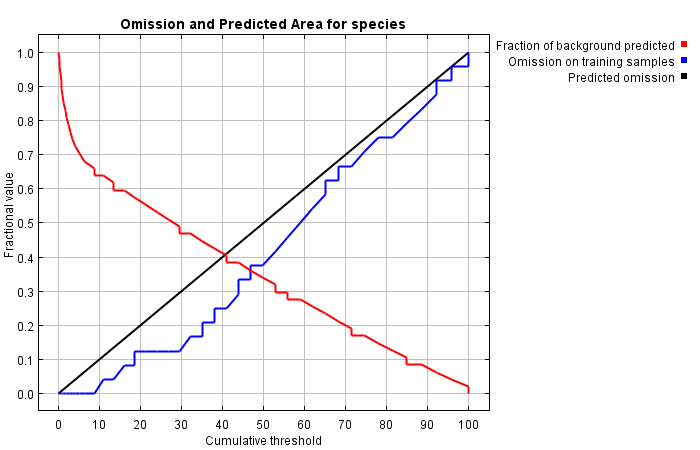 Omission and Predicted Area for species
Fraction of background predicted
Omission on training samples
Predicted omission
Fractional value
1.0
0.9
0.8
0.7
0.6
0.5
0.4
0.3
0.2
0.1
0.0
0 10 20 30 40 50 60 70 80 90 100
Cumulative threshold